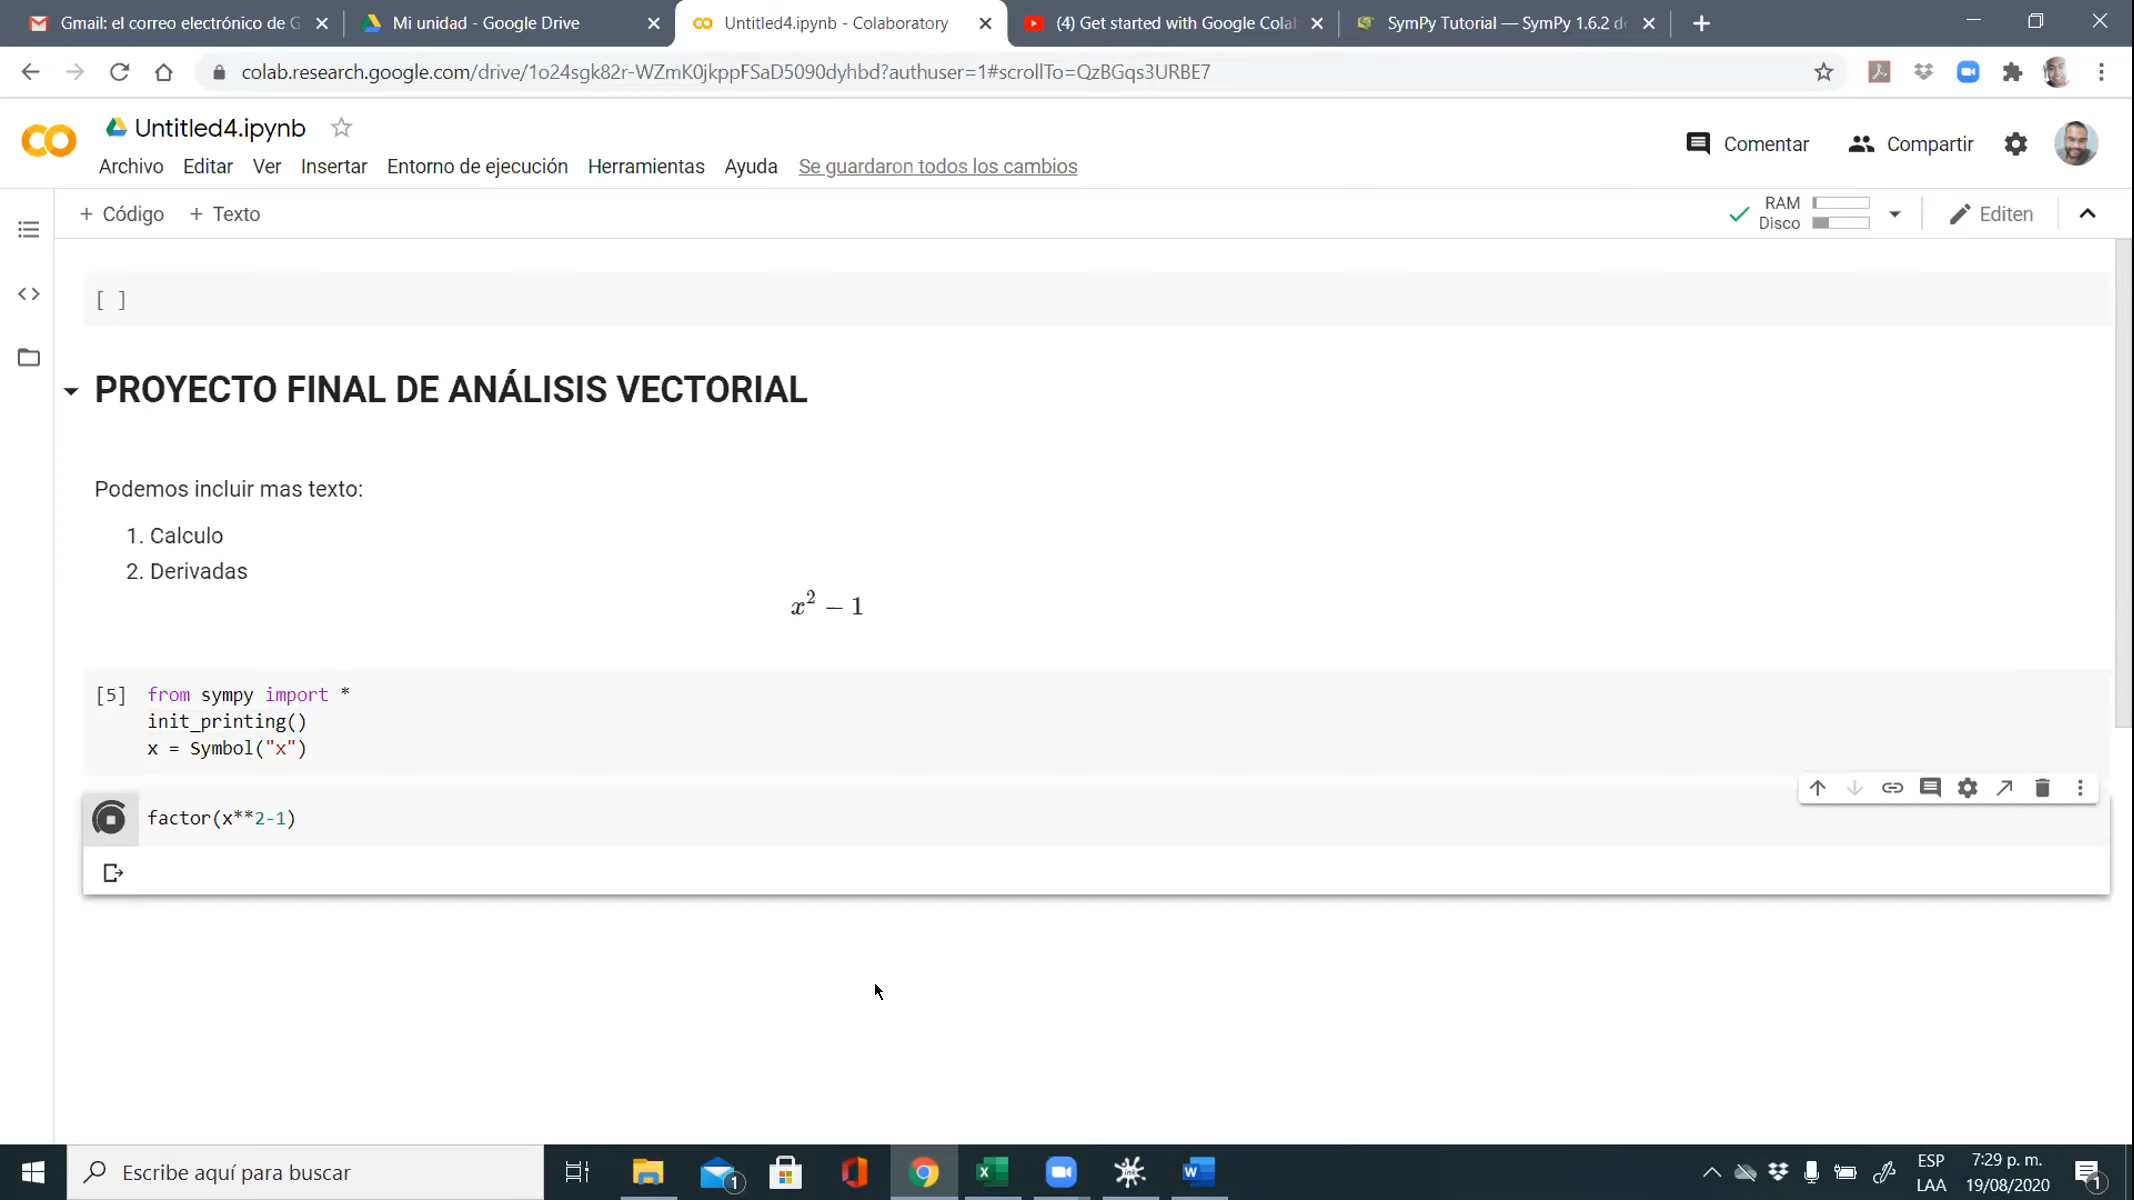 Gmail: el correo electrónico de G
Mi unidad - Google Drive
Untitled4.ipynb - Colaboratory
(4) Get started with Google Cola
SymPy Tutorial — SymPy 1.6.2 d
colab.research.google.com/drive/1o24sgk82r-WZmK0jkppFSaD5090dyhbd?authuser=1#scrollTo=QzBGqs3URBE7
Untitled4.ipynb
Archivo Editar Ver Insertar Entorno de ejecución Herramientas Ayuda Se guardaron todos los cambios
Comentar
Compartir
+ Código + Texto
RAM
Disco
Editen
[ ]
PROYECTO FINAL DE ANÁLISIS VECTORIAL
Podemos incluir mas texto:
1. Calculo
2. Derivadas
x² − 1
[5] from sympy import *
init_printing()
x = Symbol("x")
factor(x**2-1)
Escribe aquí para buscar
1
ESP
LAA
7:29 p. m.
19/08/2020
1